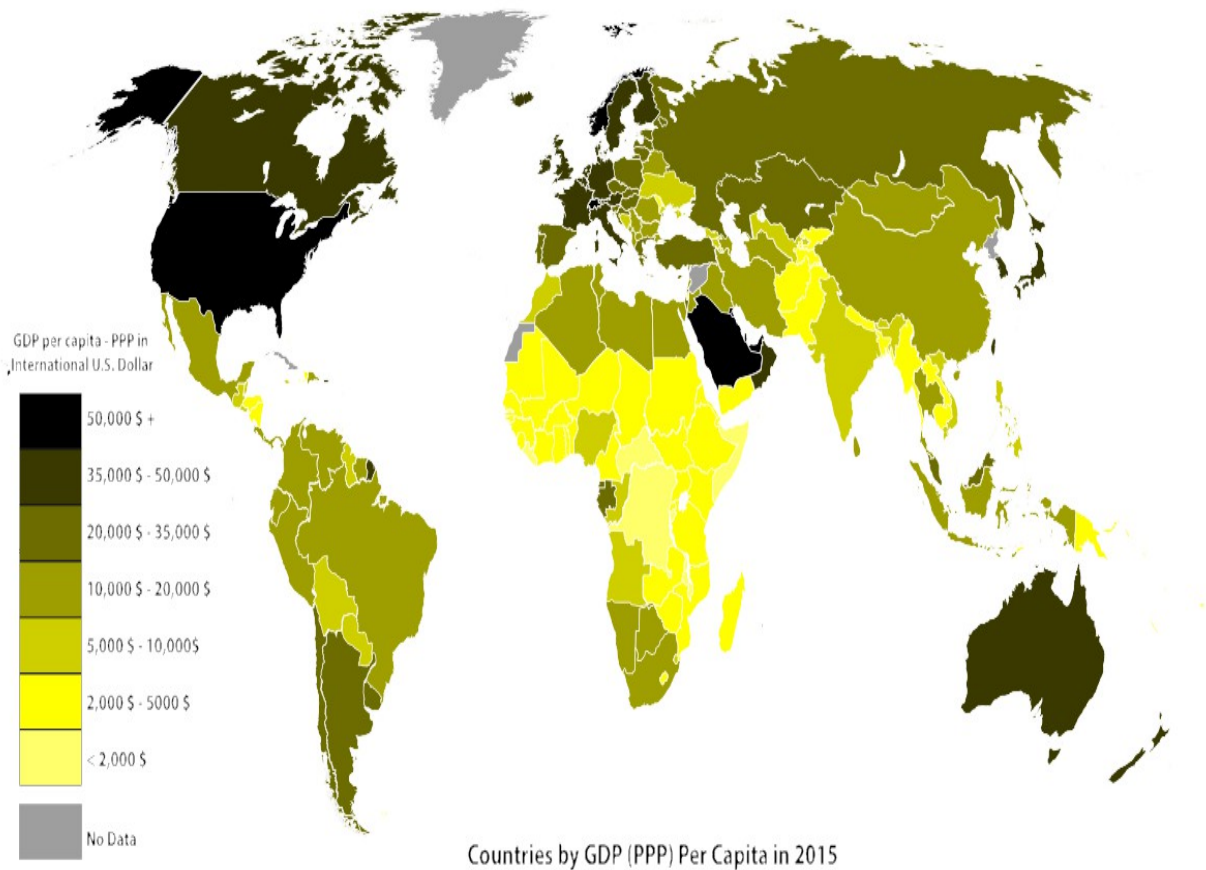 GDP per capita - PPP in
International U.S. Dollar
50,000 $ +
35,000 $ - 50,000 $
20,000 $ - 35,000 $
10,000 $ - 20,000 $
5,000 $ - 10,000$
2,000 $ - 5000 $
< 2,000 $
No Data
Countries by GDP (PPP) Per Capita in 2015